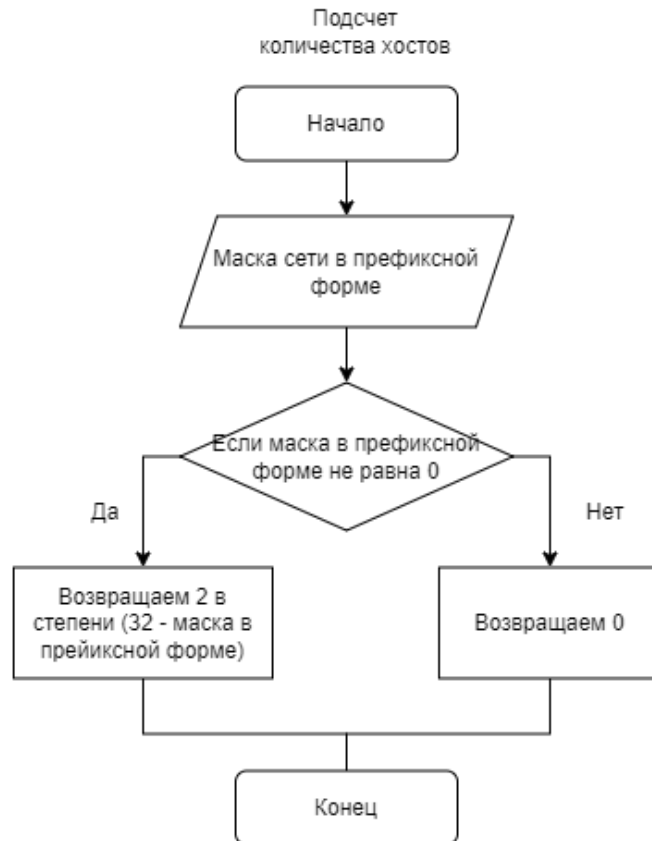 Подсчет
количества хостов
Начало
Маска сети в префиксной
форме
Если маска в префиксной
форме не равна 0
Да
Нет
Возвращаем 2 в
степени (32 - маска в
прейиксной форме)
Возвращаем 0
Конец